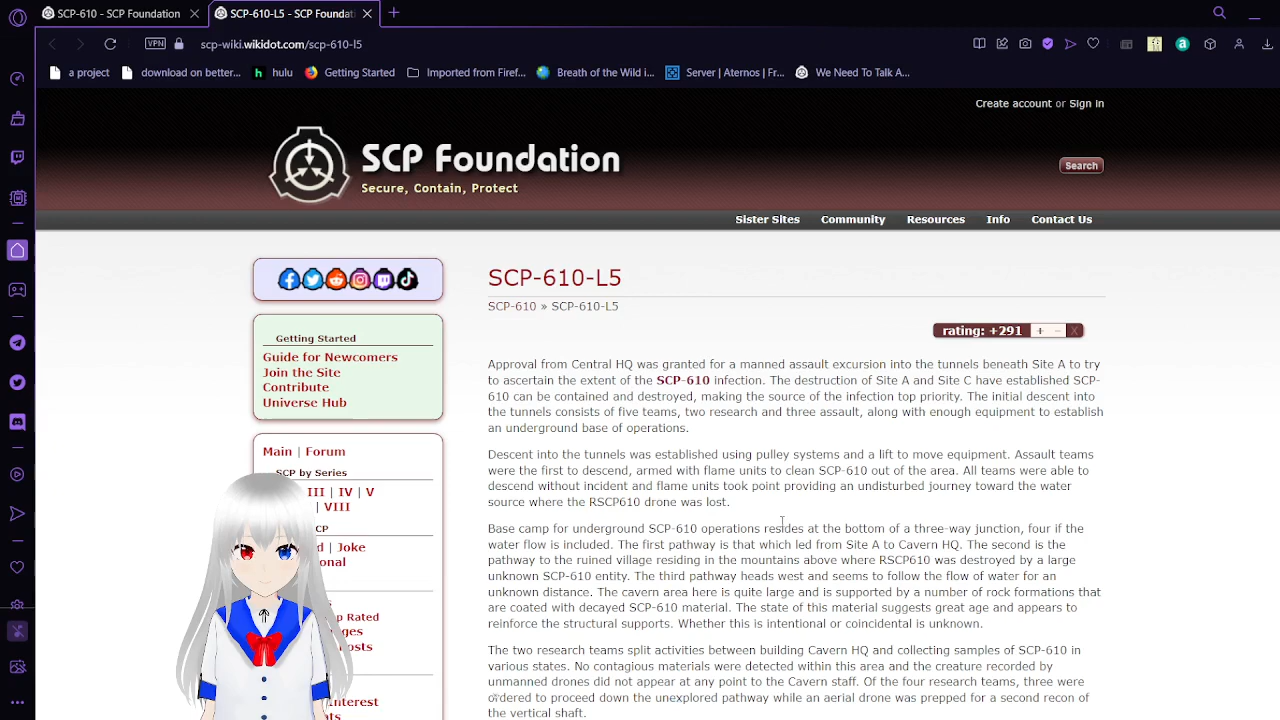 SCP-610 - SCP Foundation
SCP-610-L5 - SCP Foundati
VPN
scp-wiki.wikidot.com/scp-610-l5
a project
download on better...
h hulu
Getting Started
Imported from Firef...
Breath of the Wild i...
Server | Aternos | Fr...
We Need To Talk A...
Create account or Sign in
SCP Foundation
Secure, Contain, Protect
Search
Sister Sites
Community
Resources
Info
Contact Us
Getting Started
Guide for Newcomers
Join the Site
Contribute
Universe Hub
Main | Forum
SCP by Series
III | IV | V
| VIII
CP
d | Joke
ional
p Rated
ges
osts
nterest
nts
SCP-610-L5
SCP-610 » SCP-610-L5
rating: +291 + – X
Approval from Central HQ was granted for a manned assault excursion into the tunnels beneath Site A to try
to ascertain the extent of the SCP-610 infection. The destruction of Site A and Site C have established SCP-
610 can be contained and destroyed, making the source of the infection top priority. The initial descent into
the tunnels consists of five teams, two research and three assault, along with enough equipment to establish
an underground base of operations.
Descent into the tunnels was established using pulley systems and a lift to move equipment. Assault teams
were the first to descend, armed with flame units to clean SCP-610 out of the area. All teams were able to
descend without incident and flame units took point providing an undisturbed journey toward the water
source where the RSCP610 drone was lost.
Base camp for underground SCP-610 operations resides at the bottom of a three-way junction, four if the
water flow is included. The first pathway is that which led from Site A to Cavern HQ. The second is the
pathway to the ruined village residing in the mountains above where RSCP610 was destroyed by a large
unknown SCP-610 entity. The third pathway heads west and seems to follow the flow of water for an
unknown distance. The cavern area here is quite large and is supported by a number of rock formations that
are coated with decayed SCP-610 material. The state of this material suggests great age and appears to
reinforce the structural supports. Whether this is intentional or coincidental is unknown.
The two research teams split activities between building Cavern HQ and collecting samples of SCP-610 in
various states. No contagious materials were detected within this area and the creature recorded by
unmanned drones did not appear at any point to the Cavern staff. Of the four research teams, three were
ordered to proceed down the unexplored pathway while an aerial drone was prepped for a second recon of
the vertical shaft.